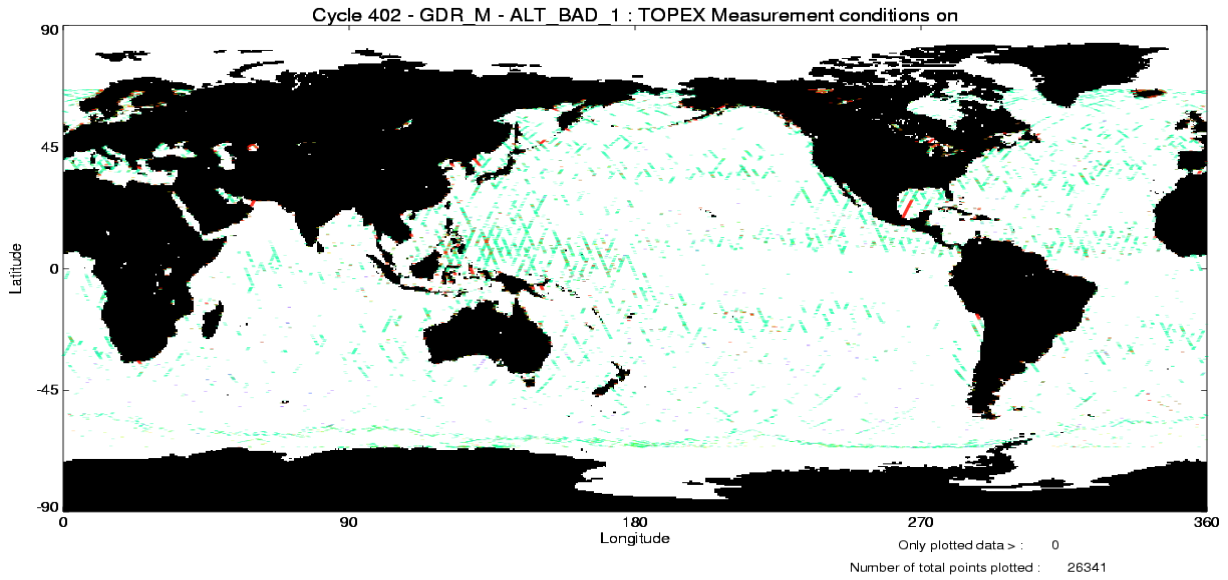 Cycle 402 - GDR_M - ALT_BAD_1 : TOPEX Measurement conditions on
90
45
0
-45
-90
Latitude
0 90 180 270 360
Longitude
Only plotted data > : 0
Number of total points plotted : 26341